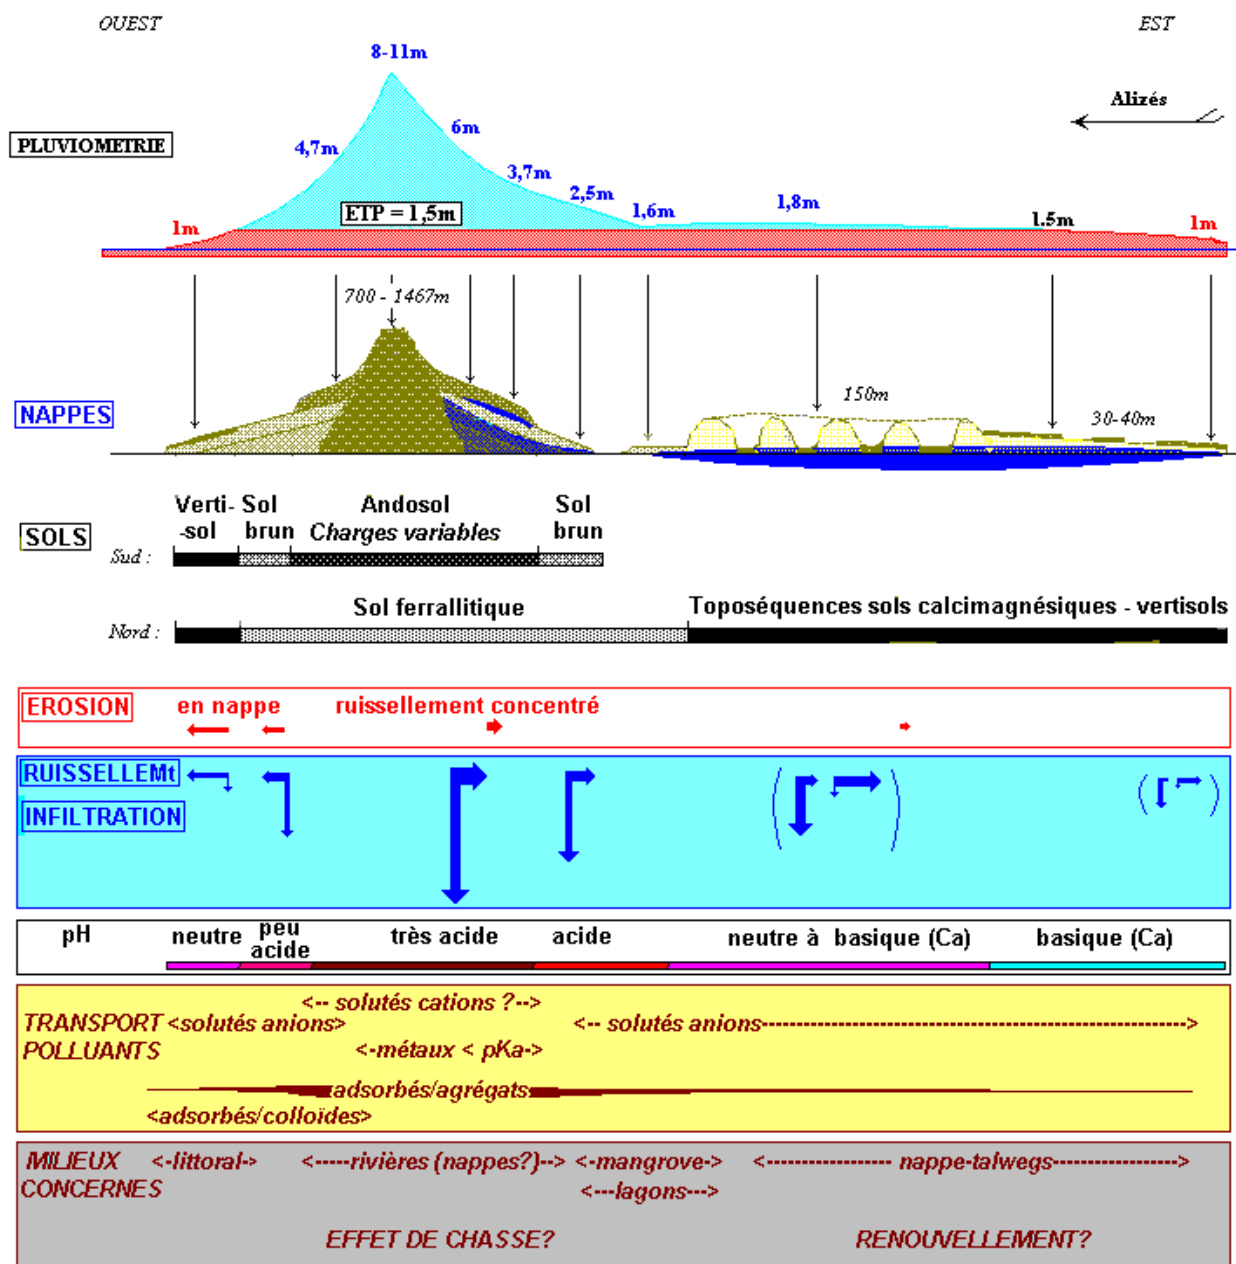 OUEST
EST
8-11m
Alizés
6m
PLUVIOMETRIE
4,7m
3,7m
2,5m
1,6m
1,8m
ETP = 1,5m
1m
1.5m
1m
700 - 1467m
NAPPES
150m
30-40m
Verti- Sol Andosol Sol
-sol brun Charges variables brun
SOLS
Sud :
Sol ferrallitique
Toposéquences sols calcimagnésiques - vertisols
Nord :
EROSION en nappe ruissellement concentré
RUISSELLEMt
INFILTRATION
pH neutre peu acide très acide acide neutre à basique (Ca) basique (Ca)
<-- solutés cations ?-->
TRANSPORT <solutés anions> <-- solutés anions---------------------------------------------------->
POLLUANTS <-métaux < pKa->
adsorbés/agrégats
<adsorbés/colloïdes>
MILIEUX <-littoral-> <-----rivières (nappes?)--> <-mangrove-> <----------------- nappe-talwegs---------------->
CONCERNES <---lagons--->
EFFET DE CHASSE? RENOUVELLEMENT?